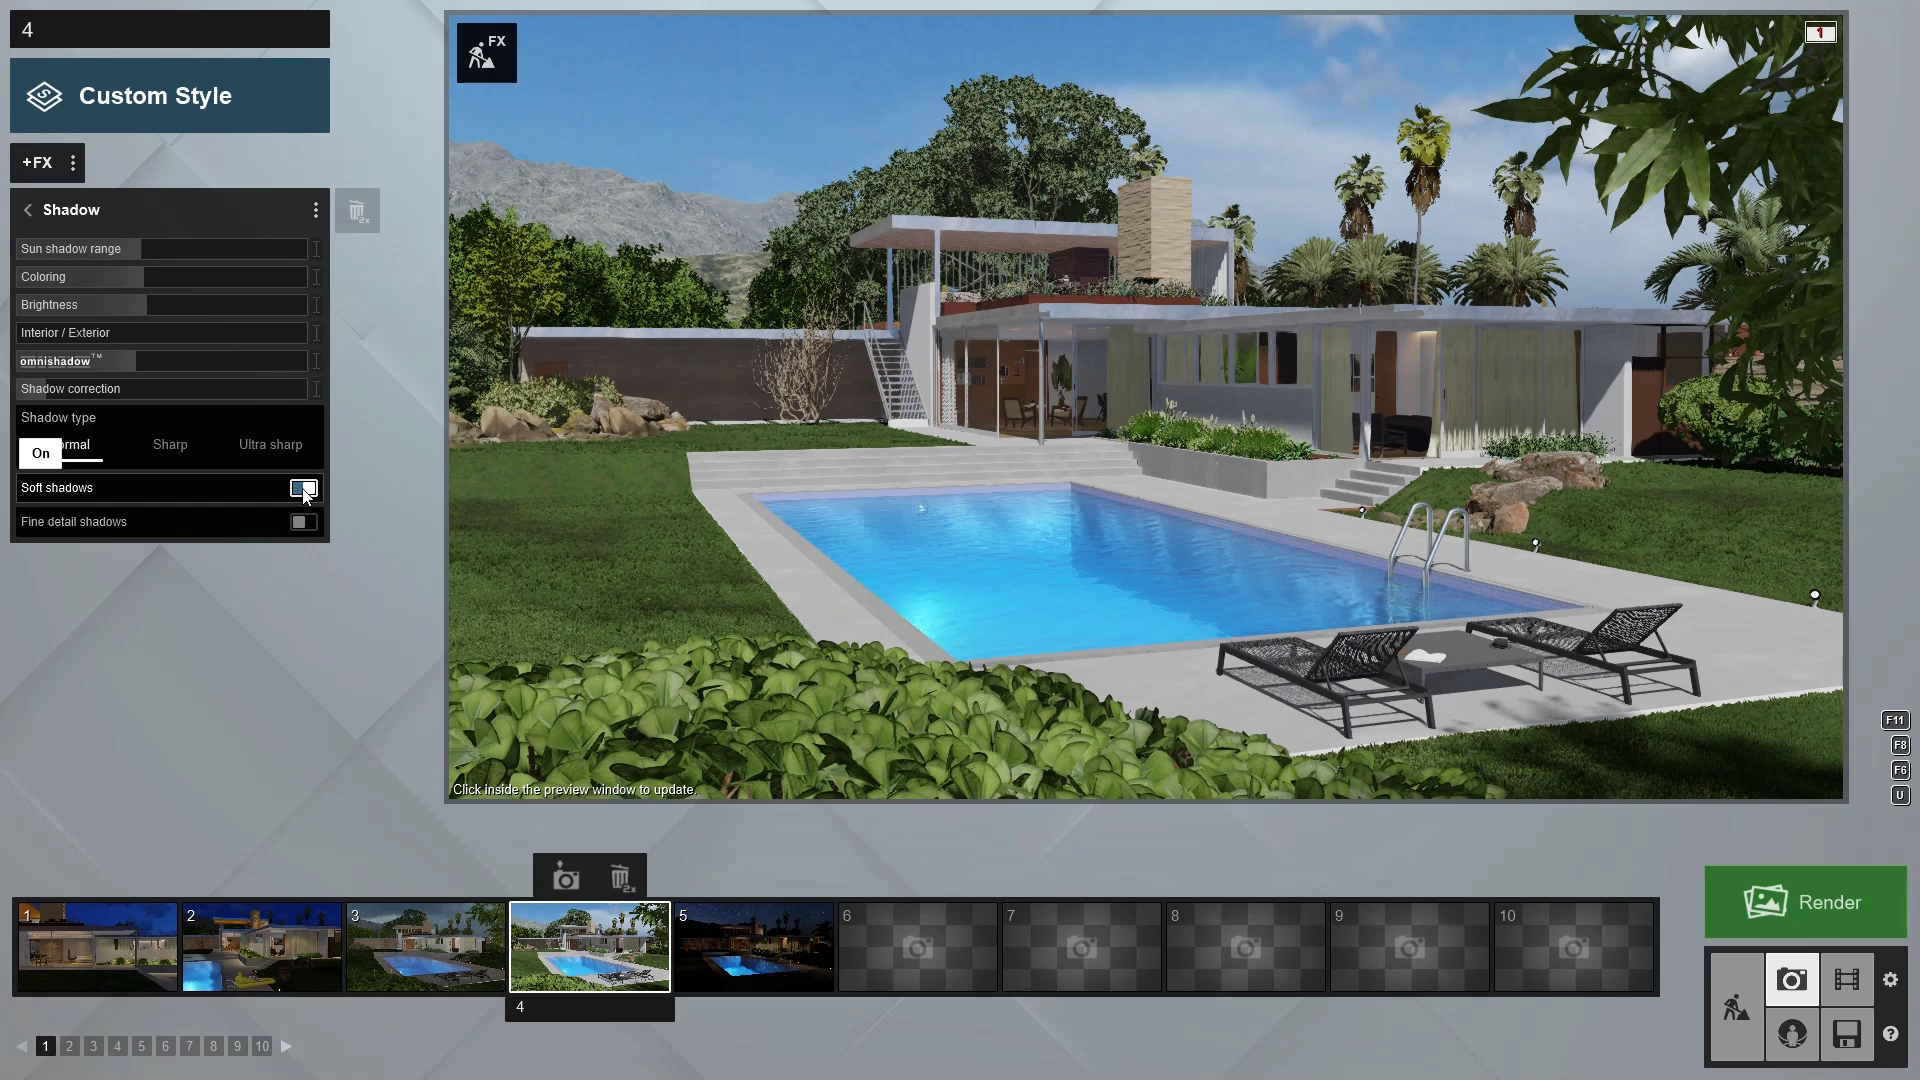 4
Custom Style
+FX
Shadow
2x
Sun shadow range
Coloring
Brightness
Interior / Exterior
omnishadow™
Shadow correction
Shadow type
Sharp
Ultra sharp
On
Soft shadows
Fine detail shadows
FX
1
Click inside the preview window to update.
F11
F8
F6
U
2x
1
2
3
5
6
7
8
9
10
4
Render
1 2 3 4 5 6 7 8 9 10
?